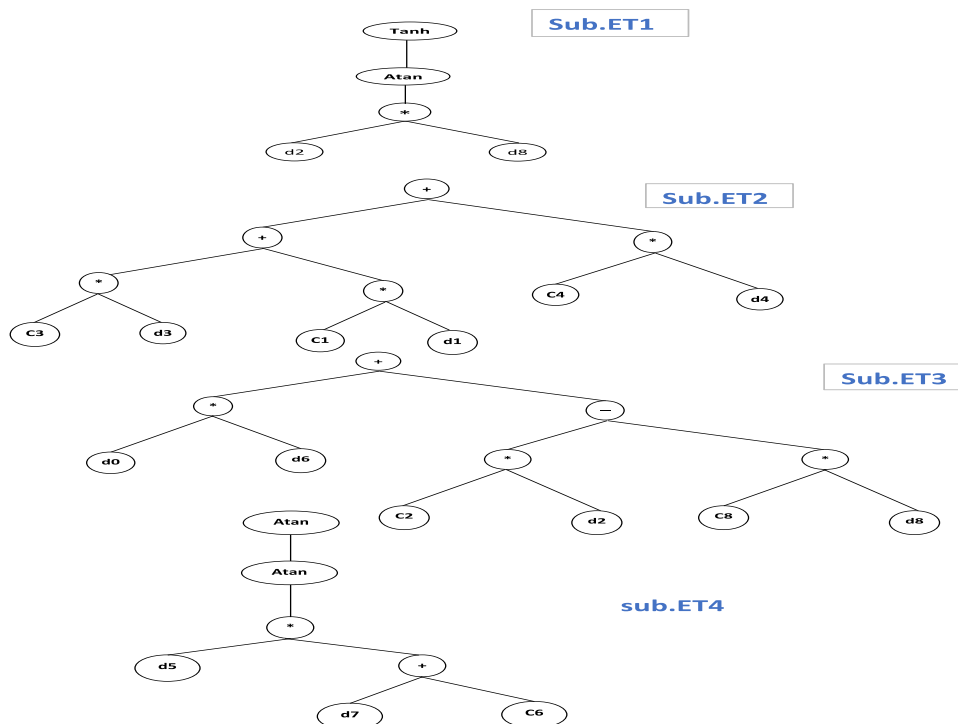 Sub.ET1
Tanh
Atan
*
d2 d8
Sub.ET2
+
+ *
* *
C4 d4
C3 d3 C1 d1
Sub.ET3
+
* —
d0 d6 * *
C2 d2 C8 d8
Atan
Atan
sub.ET4
*
d5 +
d7 C6